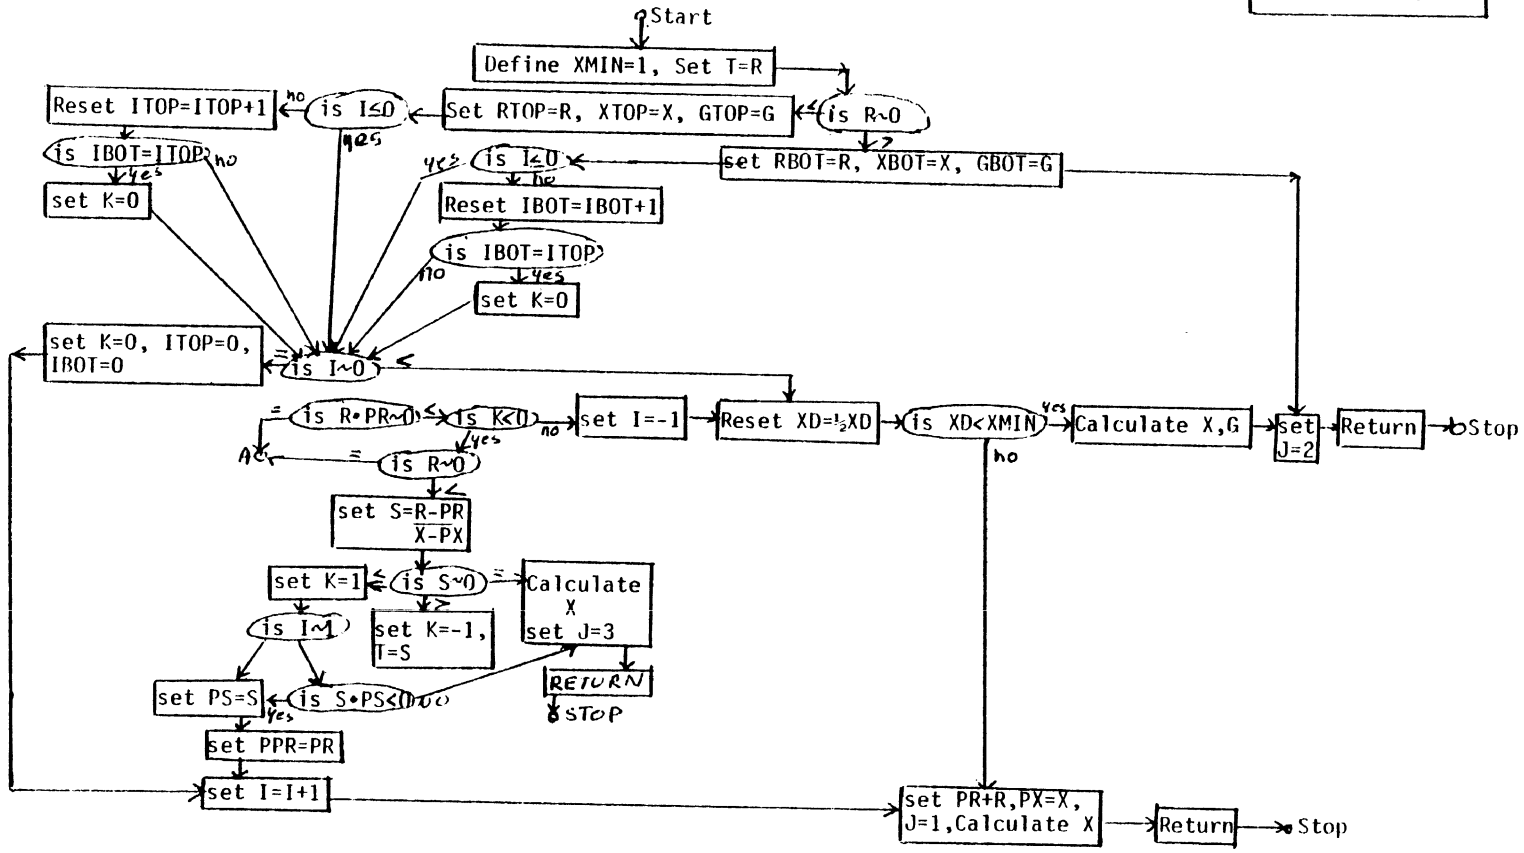 Start
Define XMIN=1, Set T=R
is R~0
≤
>
Set RTOP=R, XTOP=X, GTOP=G
is I≤0
no
yes
Reset ITOP=ITOP+1
is IBOT=ITOP
no
yes
set K=0
set RBOT=R, XBOT=X, GBOT=G
is I≤0
yes
no
Reset IBOT=IBOT+1
is IBOT=ITOP
no
yes
set K=0
set K=0, ITOP=0,
IBOT=0
=
is I~0
<
=
is R•PR~0
<
is K<0
no
yes
set I=-1
Reset XD=½XD
is XD<XMIN
yes
no
Calculate X,G
set
J=2
Return
Stop
=
is R~0
<
set S=R-PR
X-PX
set K=1
≤
is S~0
=
>
Calculate
X
set J=3
is I~1
set K=-1,
T=S
RETURN
STOP
set PS=S
yes
is S•PS<0
no
set PPR=PR
set I=I+1
set PR+R,PX=X,
J=1,Calculate X
Return
Stop